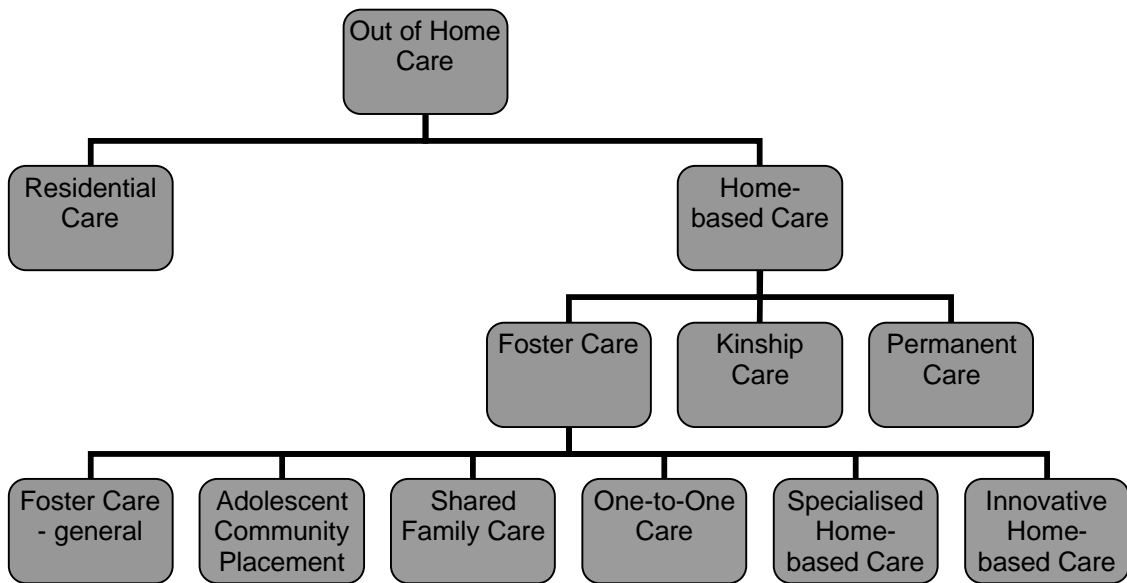 Out of Home
Care
Residential
Care
Home-
based Care
Foster Care
Kinship
Care
Permanent
Care
Foster Care
- general
Adolescent
Community
Placement
Shared
Family Care
One-to-One
Care
Specialised
Home-
based Care
Innovative
Home-
based Care